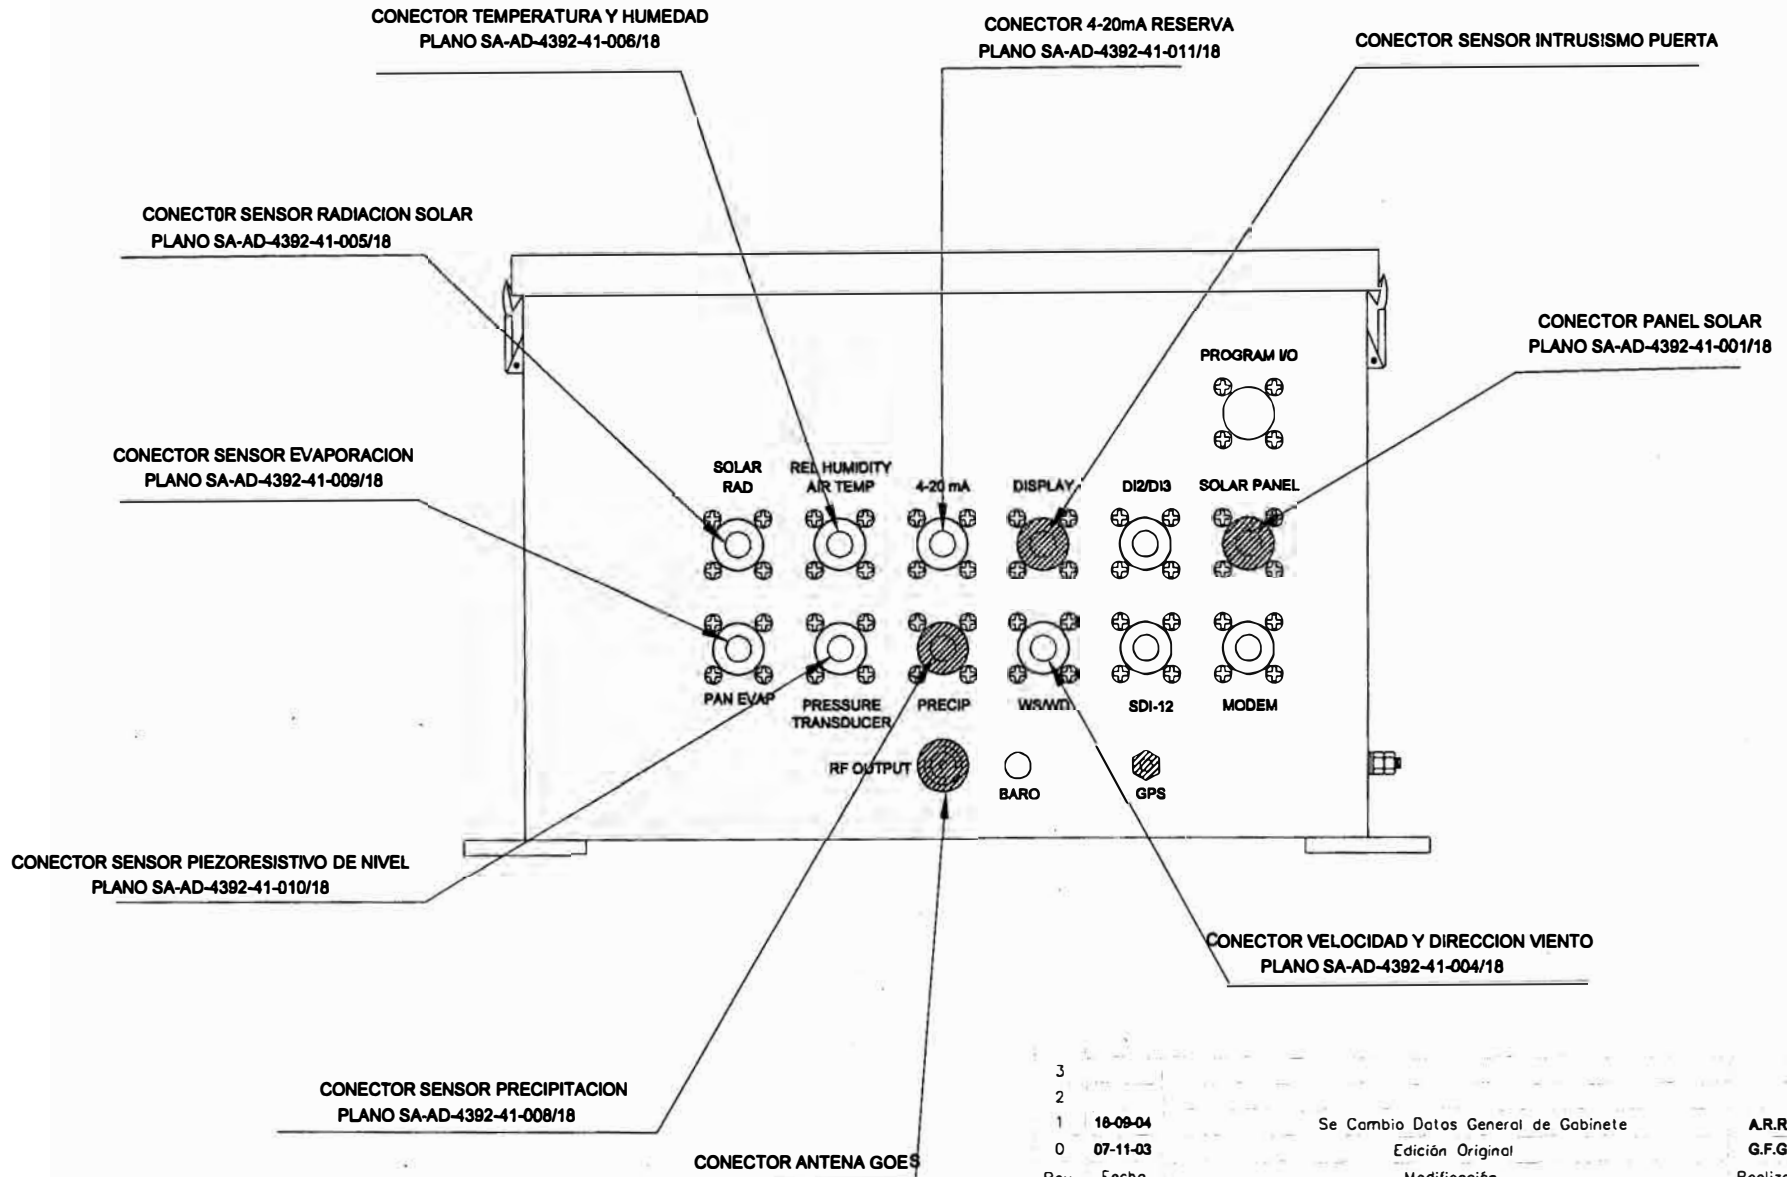 CONECTOR TEMPERATURA Y HUMEDAD
PLANO SA-AD-4392-41-006/18
CONECTOR 4-20mA RESERVA
PLANO SA-AD-4392-41-011/18
CONECTOR SENSOR INTRUSISMO PUERTA
CONECTOR SENSOR RADIACION SOLAR
PLANO SA-AD-4392-41-005/18
CONECTOR PANEL SOLAR
PLANO SA-AD-4392-41-001/18
PROGRAM I/O
CONECTOR SENSOR EVAPORACION
PLANO SA-AD-4392-41-009/18
SOLAR
RAD
REL HUMIDITY
AIR TEMP
4-20 mA
DISPLAY
DI2/DI3
SOLAR PANEL
PAN EVAP
PRESSURE
TRANSDUCER
PRECIP
WS/WD
SDI-12
MODEM
RF OUTPUT
BARO
GPS
CONECTOR SENSOR PIEZORESISTIVO DE NIVEL
PLANO SA-AD-4392-41-010/18
CONECTOR VELOCIDAD Y DIRECCION VIENTO
PLANO SA-AD-4392-41-004/18
CONECTOR SENSOR PRECIPITACION
PLANO SA-AD-4392-41-008/18
CONECTOR ANTENA GOES
3
2
1 18-09-04 Se Cambio Datos General de Gabinete A.R.R
0 07-11-03 Edición Original G.F.G
Rev Fecha Modificación